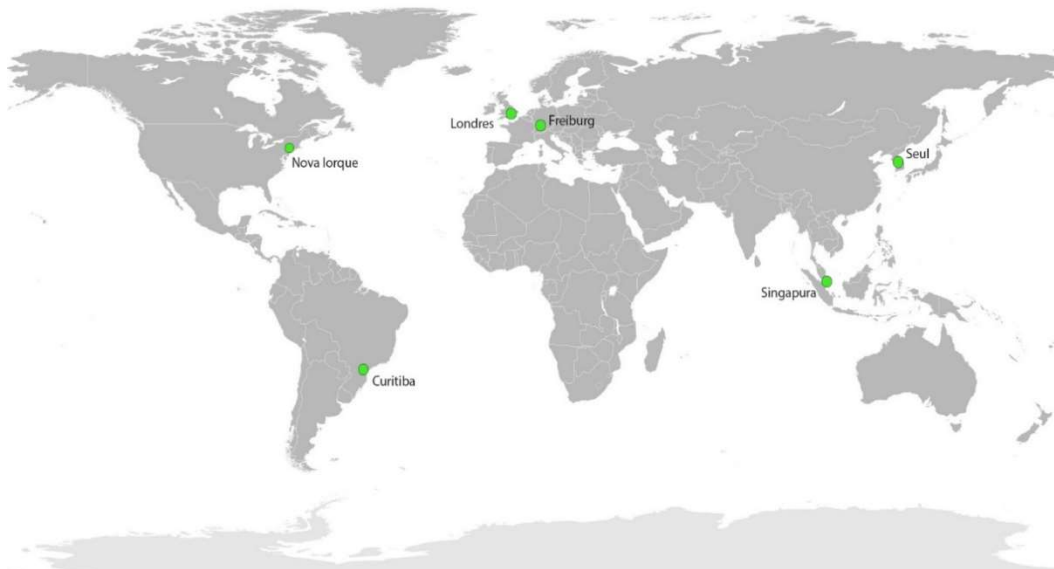 Londres
Freiburg
Nova Iorque
Seul
Singapura
Curitiba